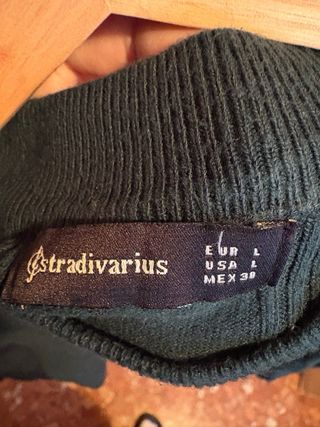 stradivarius
EUR L
USA L
MEX 30